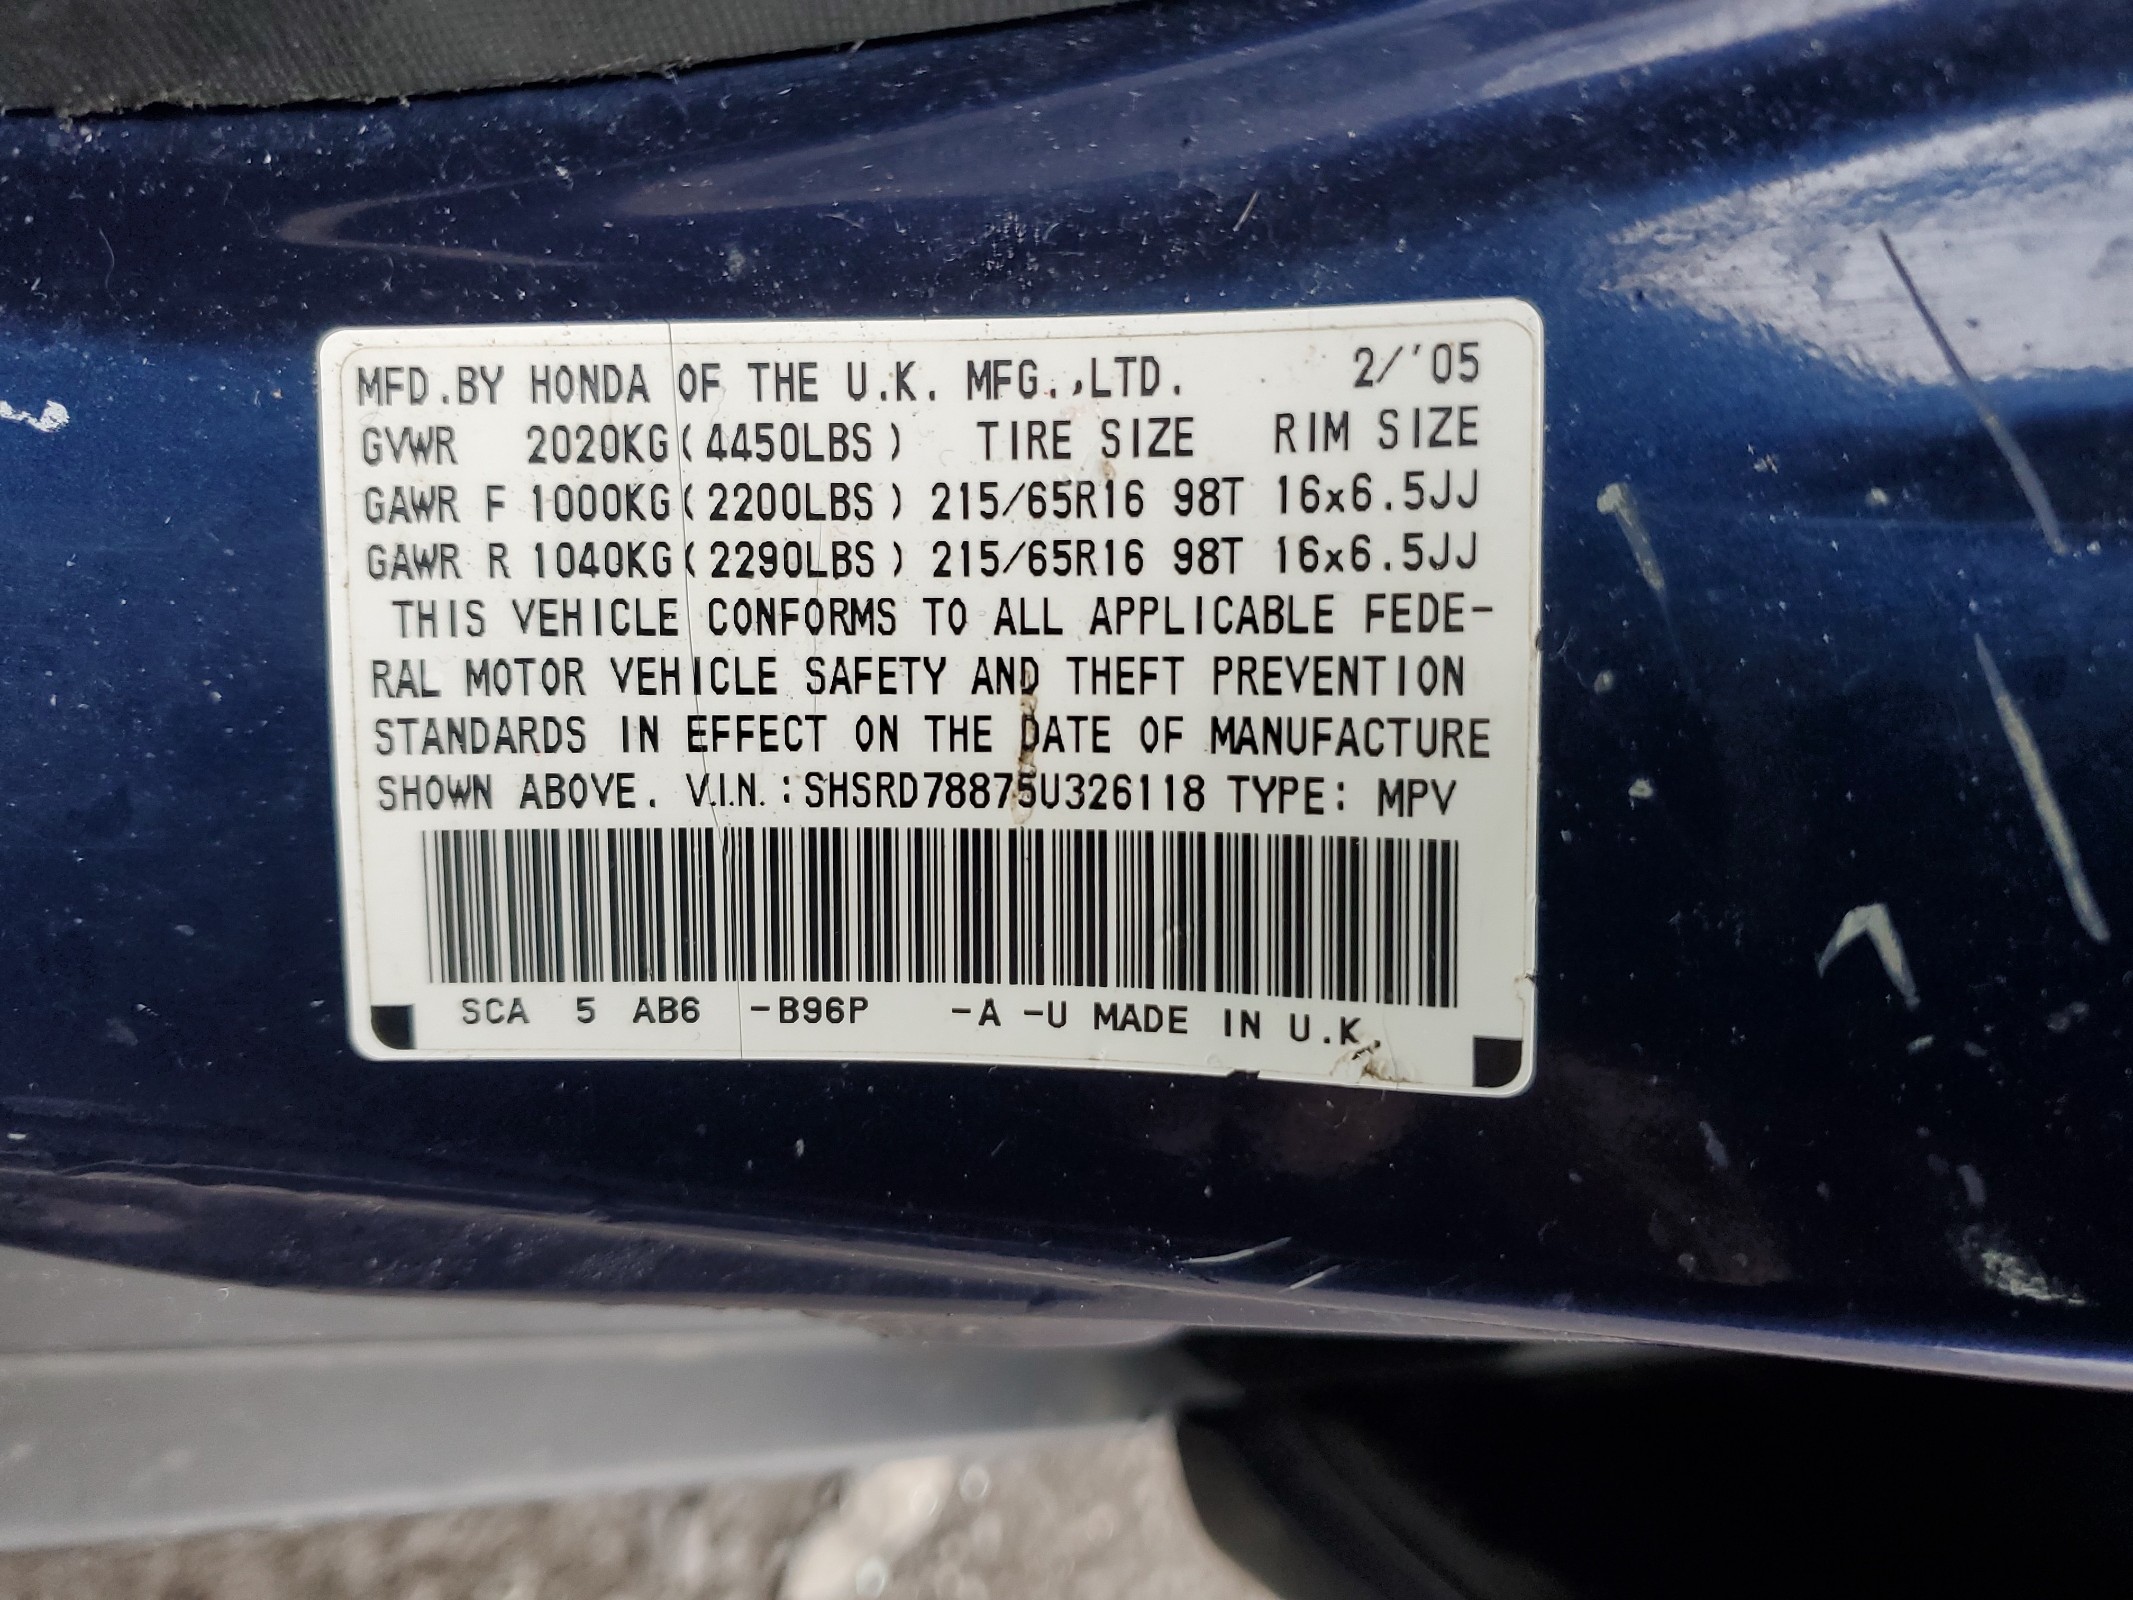 MFD.BY HONDA OF THE U.K. MFG.,LTD. 2/'05
GVWR 2020KG(4450LBS) TIRE SIZE RIM SIZE
GAWR F 1000KG(2200LBS) 215/65R16 98T 16x6.5JJ
GAWR R 1040KG(2290LBS) 215/65R16 98T 16x6.5JJ
THIS VEHICLE CONFORMS TO ALL APPLICABLE FEDE-
RAL MOTOR VEHICLE SAFETY AND THEFT PREVENTION
STANDARDS IN EFFECT ON THE DATE OF MANUFACTURE
SHOWN ABOVE. V.I.N.:SHSRD78875U326118 TYPE: MPV
SCA 5 AB6 -B96P -A -U MADE IN U.K.